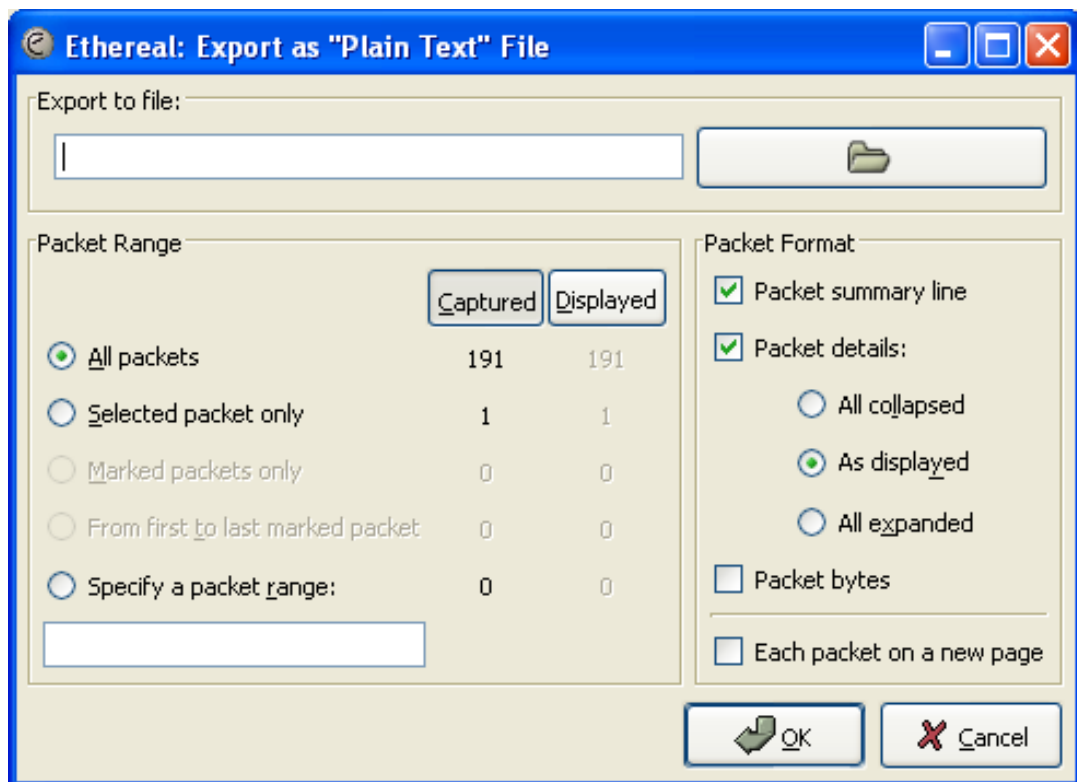 Ethereal: Export as "Plain Text" File
Export to file:
Packet Range
Captured Displayed
All packets 191 191
Selected packet only 1 1
Marked packets only 0 0
From first to last marked packet 0 0
Specify a packet range: 0 0
Packet Format
Packet summary line
Packet details:
All collapsed
As displayed
All expanded
Packet bytes
Each packet on a new page
OK Cancel